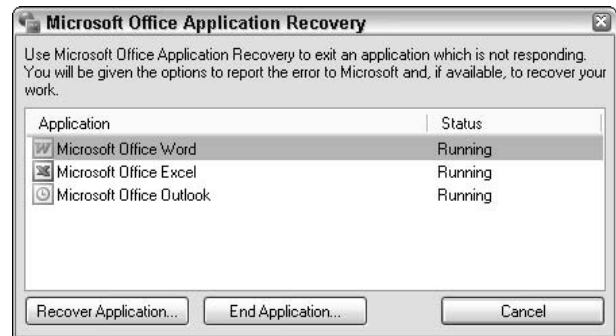 Microsoft Office Application Recovery
Use Microsoft Office Application Recovery to exit an application which is not responding.
You will be given the options to report the error to Microsoft and, if available, to recover your
work.
Application Status
Microsoft Office Word Running
Microsoft Office Excel Running
Microsoft Office Outlook Running
Recover Application... End Application... Cancel